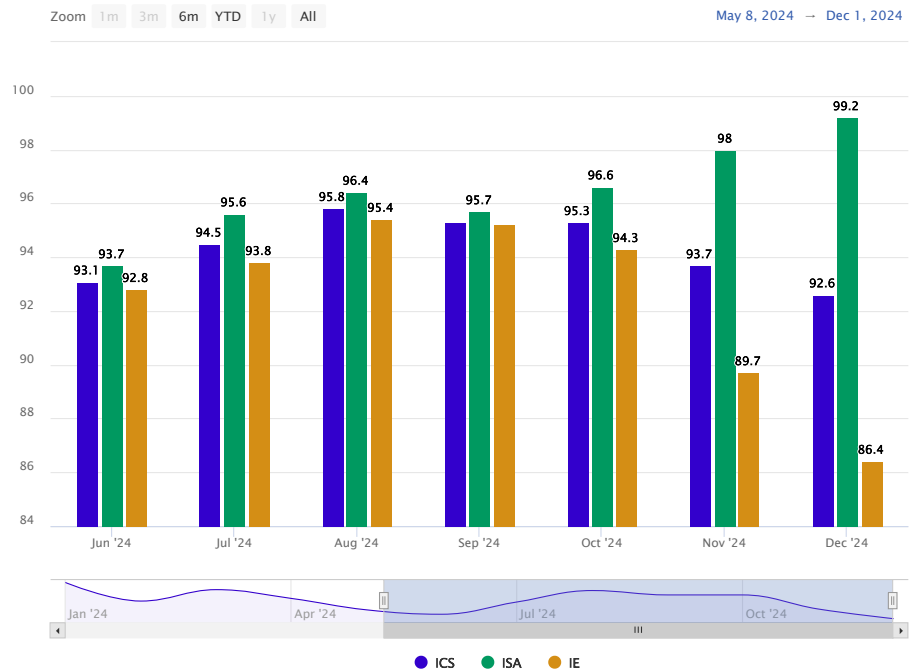 Zoom 1m 3m 6m YTD 1y All May 8, 2024 → Dec 1, 2024
100
98
96
94
92
90
88
86
84
93.1 93.7 92.8
94.5 95.6 93.8
95.8 96.4 95.4
95.7
95.3 96.6 94.3
93.7 98 89.7
92.6 99.2 86.4
Jun '24 Jul '24 Aug '24 Sep '24 Oct '24 Nov '24 Dec '24
Jan '24 Apr '24 Jul '24 Oct '24
ICS ISA IE